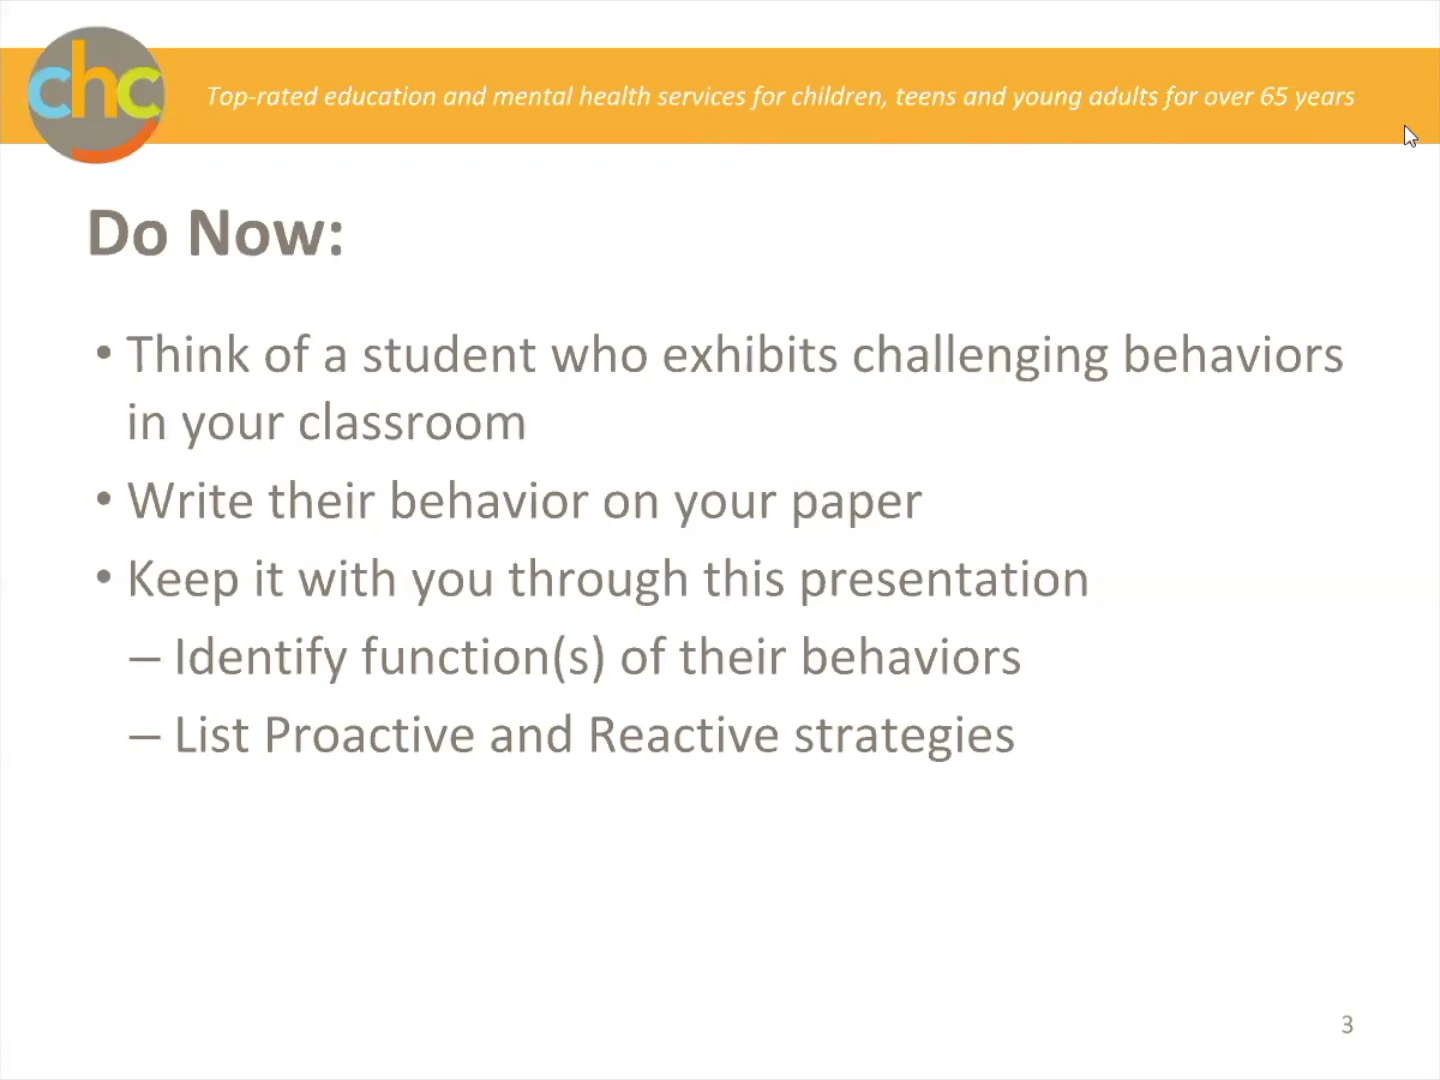 chc
Top-rated education and mental health services for children, teens and young adults for over 65 years
Do Now:
• Think of a student who exhibits challenging behaviors
in your classroom
• Write their behavior on your paper
• Keep it with you through this presentation
– Identify function(s) of their behaviors
– List Proactive and Reactive strategies
3